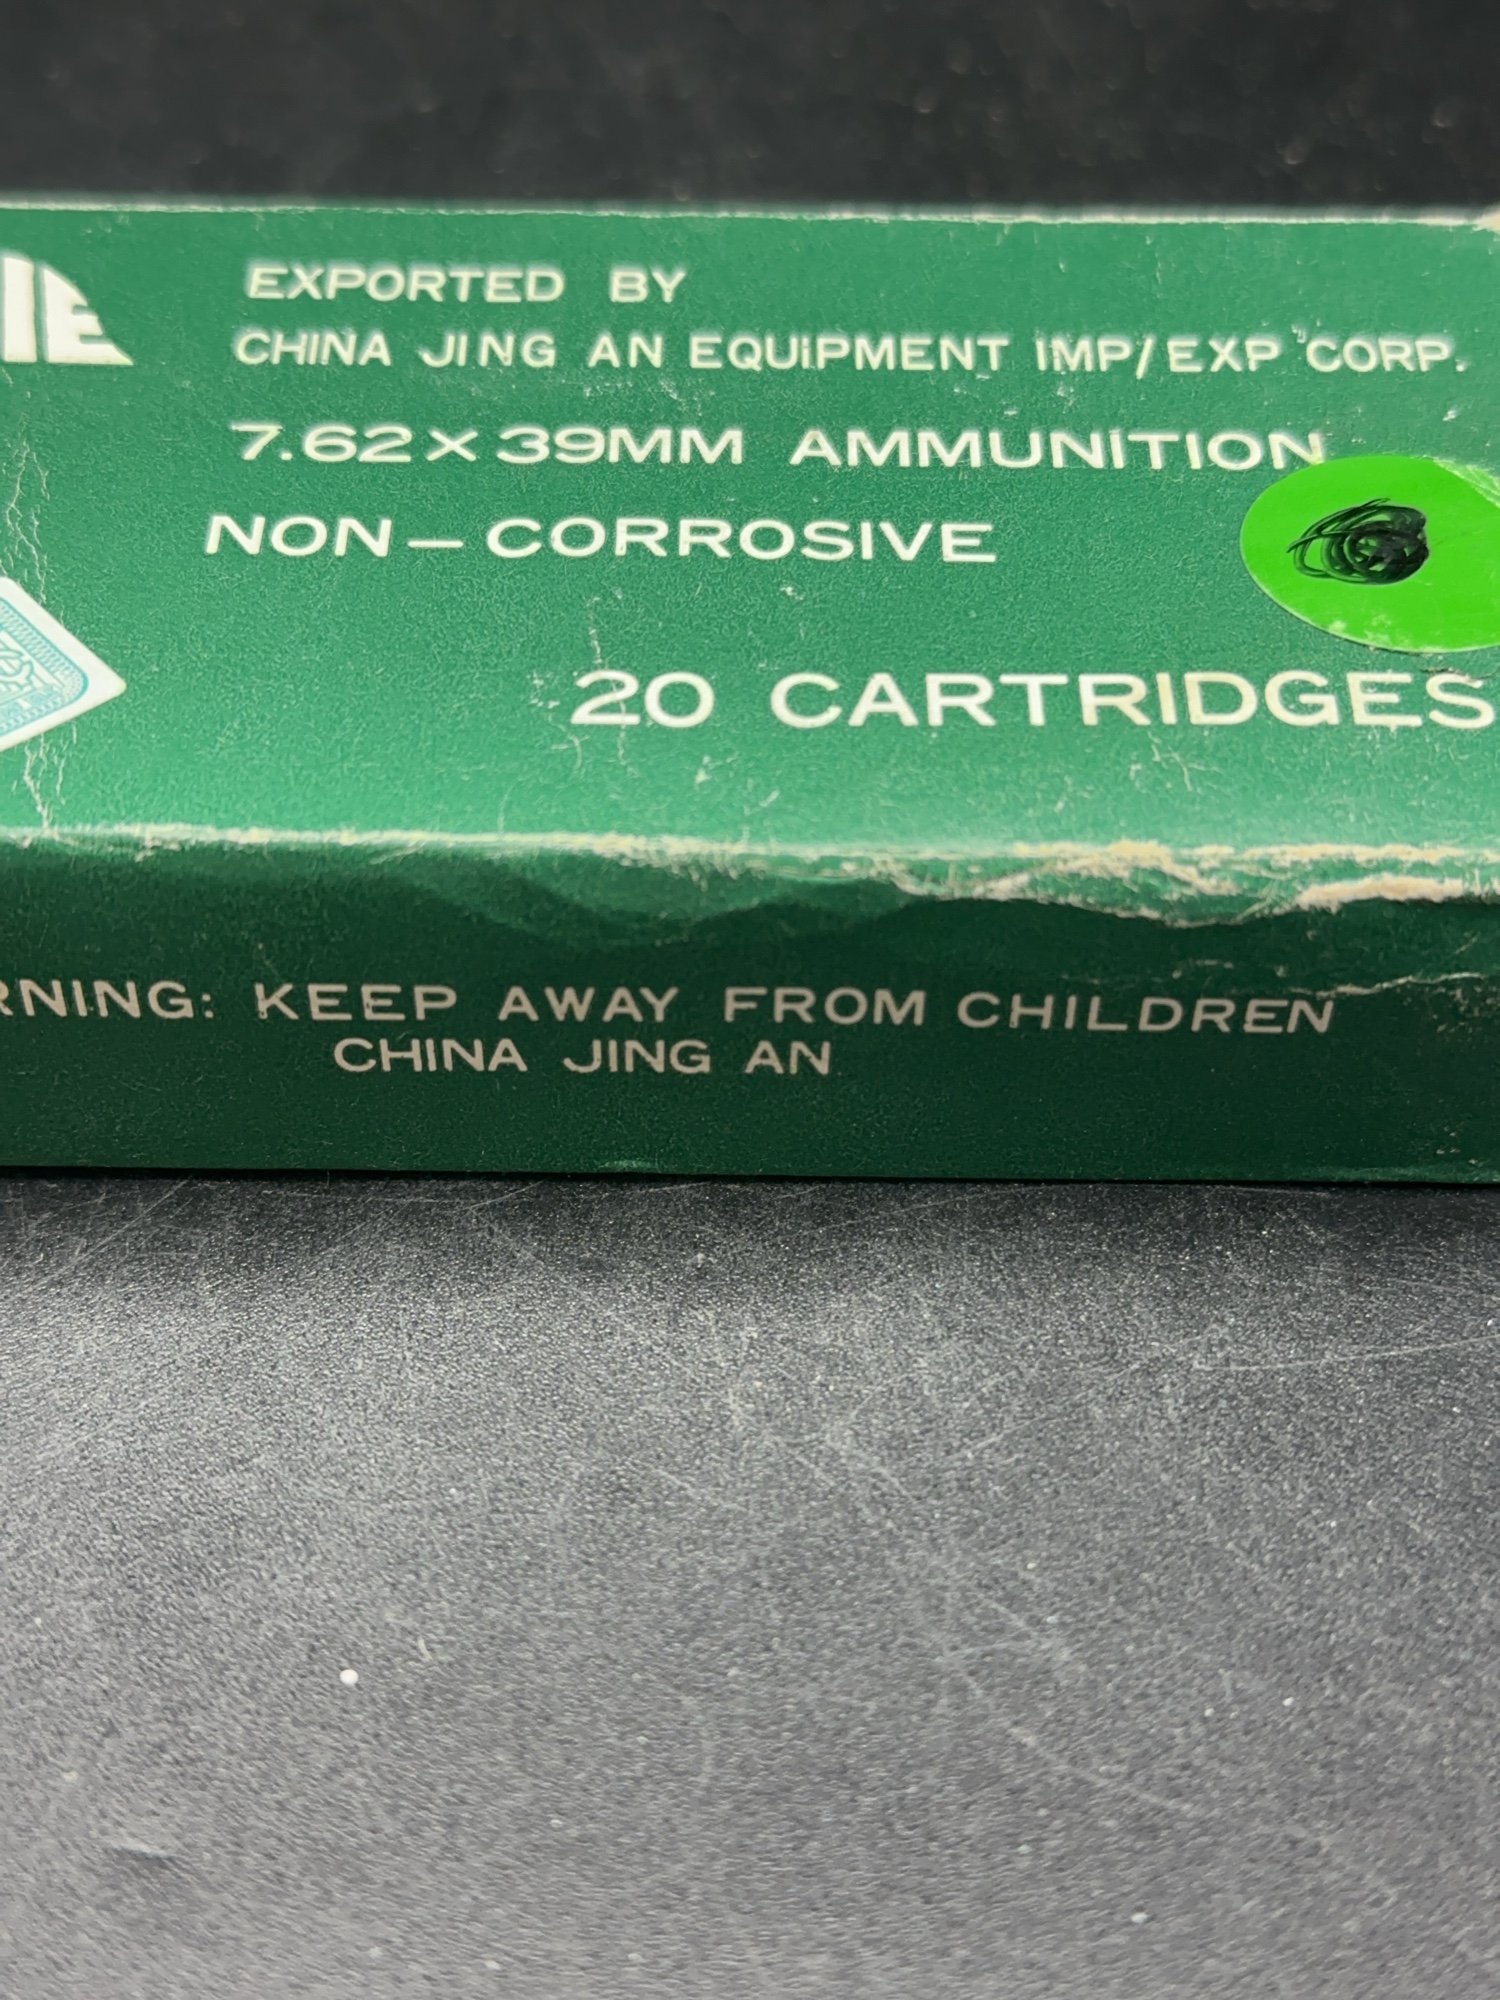 IE
EXPORTED BY
CHINA JING AN EQUIPMENT IMP/EXP CORP.
7.62×39MM AMMUNITION
NON–CORROSIVE
20 CARTRIDGES
RNING: KEEP AWAY FROM CHILDREN
CHINA JING AN